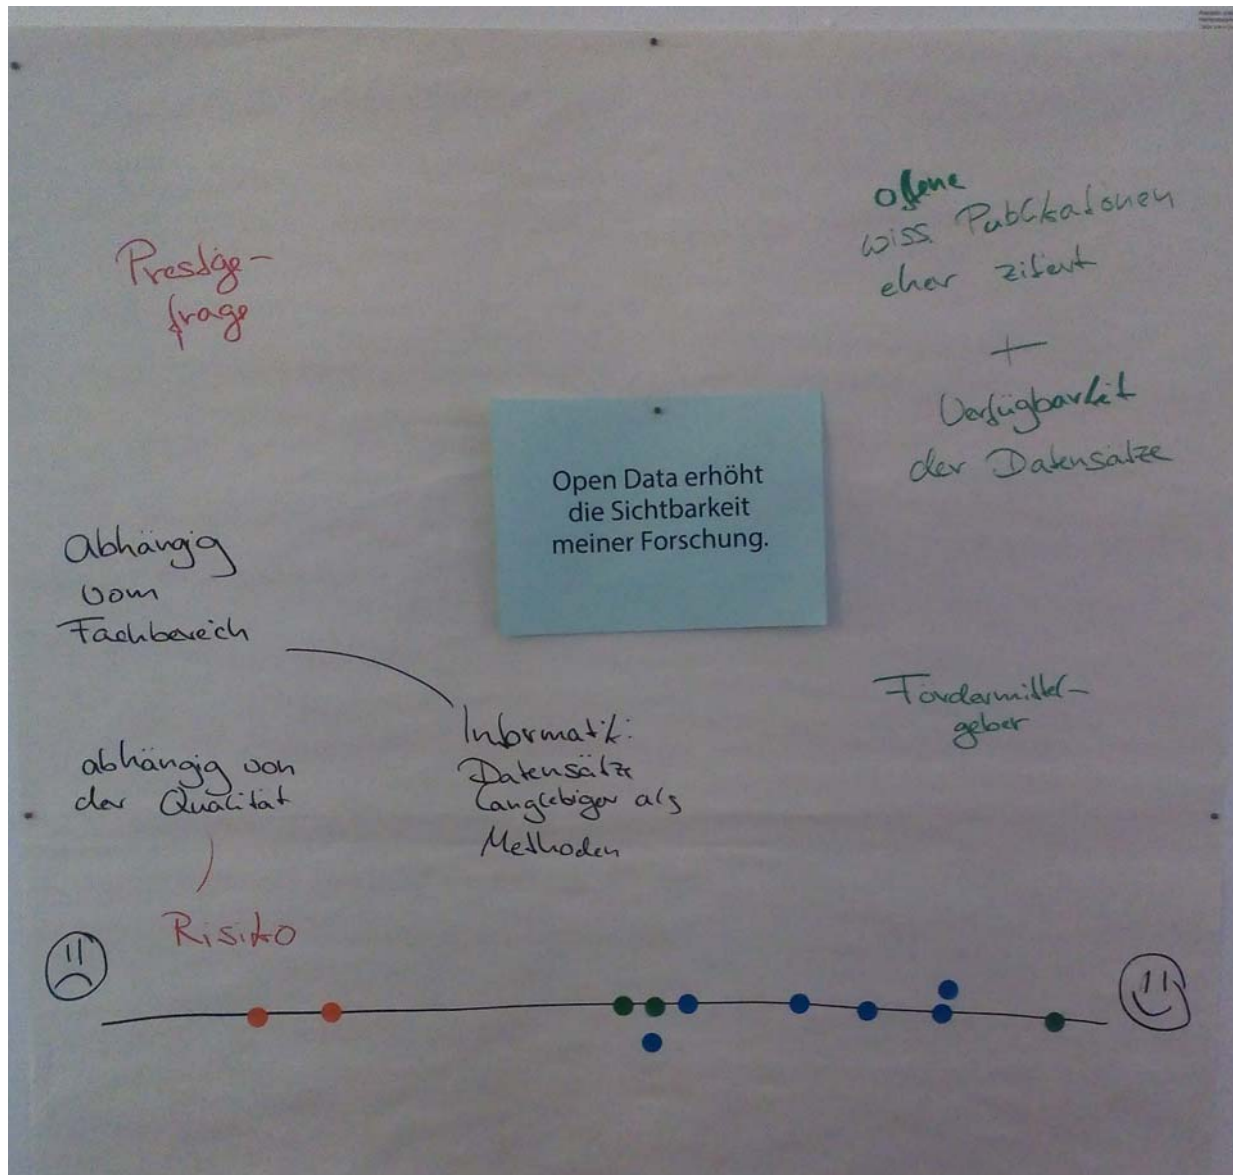 offene
wiss. Publikationen
eher zitiert
+
Verfügbarkeit
der Datensätze
Prestige-
frage
Open Data erhöht
die Sichtbarkeit
meiner Forschung.
abhängig
vom
Fachbereich
Informatik:
Datensätze
langlebiger als
Methoden
abhängig von
der Qualität
Risiko
Fördermittel-
geber